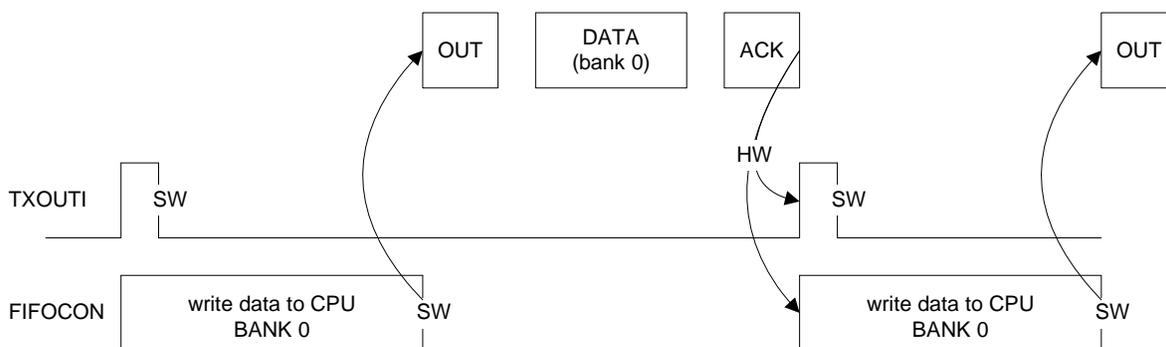 OUT
DATA
(bank 0)
ACK
OUT
HW
TXOUTI
SW
SW
FIFOCON
write data to CPU
BANK 0
SW
write data to CPU
BANK 0
SW